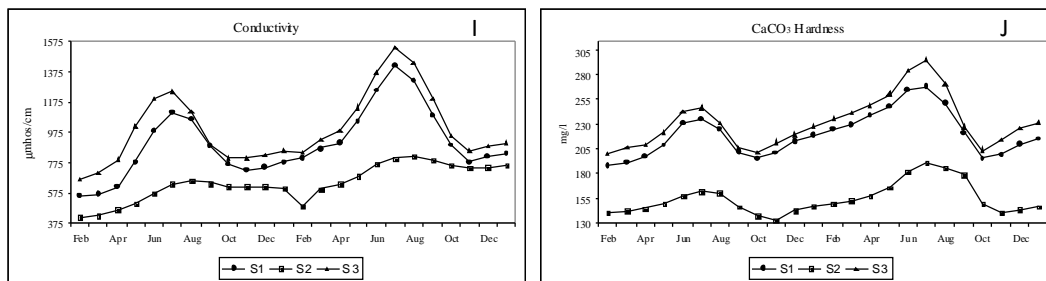 Conductivity I
1575
1375
1175
975
775
575
375
µmhos/cm
Feb Apr Jun Aug Oct Dec Feb Apr Jun Aug Oct Dec
S1 S2 S3
CaCO3 Hardness J
305
280
255
230
205
180
155
130
mg/l
Feb Apr Jun Aug Oct Dec Feb Apr Jun Aug Oct Dec
S1 S2 S3